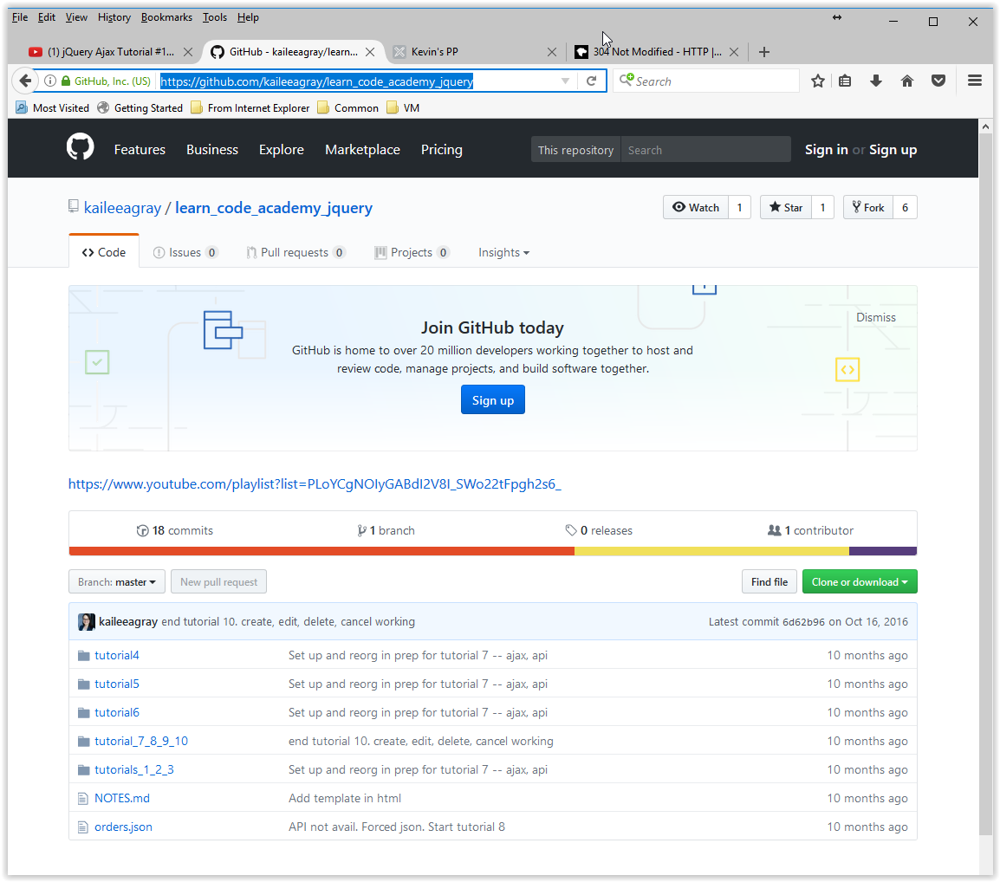 File Edit View History Bookmarks Tools Help
(1) jQuery Ajax Tutorial #1... GitHub - kaileeagray/learn... Kevin's PP 304 Not Modified - HTTP |...
GitHub, Inc. (US) https://github.com/kaileeagray/learn_code_academy_jquery Search
Most Visited Getting Started From Internet Explorer Common VM
Features Business Explore Marketplace Pricing This repository Search Sign in or Sign up
kaileeagray / learn_code_academy_jquery Watch 1 Star 1 Fork 6
<> Code Issues 0 Pull requests 0 Projects 0 Insights
Dismiss
Join GitHub today
GitHub is home to over 20 million developers working together to host and
review code, manage projects, and build software together.
Sign up
https://www.youtube.com/playlist?list=PLoYCgNOIyGABdI2V8I_SWo22tFpgh2s6_
18 commits 1 branch 0 releases 1 contributor
Branch: master New pull request Find file Clone or download
kaileeagray end tutorial 10. create, edit, delete, cancel working Latest commit 6d62b96 on Oct 16, 2016
tutorial4 Set up and reorg in prep for tutorial 7 -- ajax, api 10 months ago
tutorial5 Set up and reorg in prep for tutorial 7 -- ajax, api 10 months ago
tutorial6 Set up and reorg in prep for tutorial 7 -- ajax, api 10 months ago
tutorial_7_8_9_10 end tutorial 10. create, edit, delete, cancel working 10 months ago
tutorials_1_2_3 Set up and reorg in prep for tutorial 7 -- ajax, api 10 months ago
NOTES.md Add template in html 10 months ago
orders.json API not avail. Forced json. Start tutorial 8 10 months ago